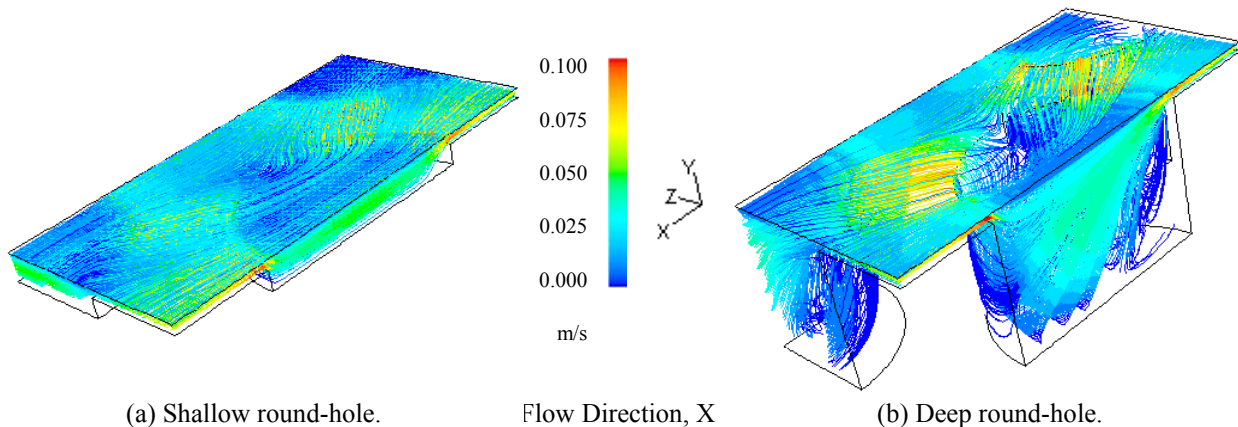 0.100
0.075
0.050
0.025
0.000
m/s
Y
Z
X
(a) Shallow round-hole.
Flow Direction, X
(b) Deep round-hole.